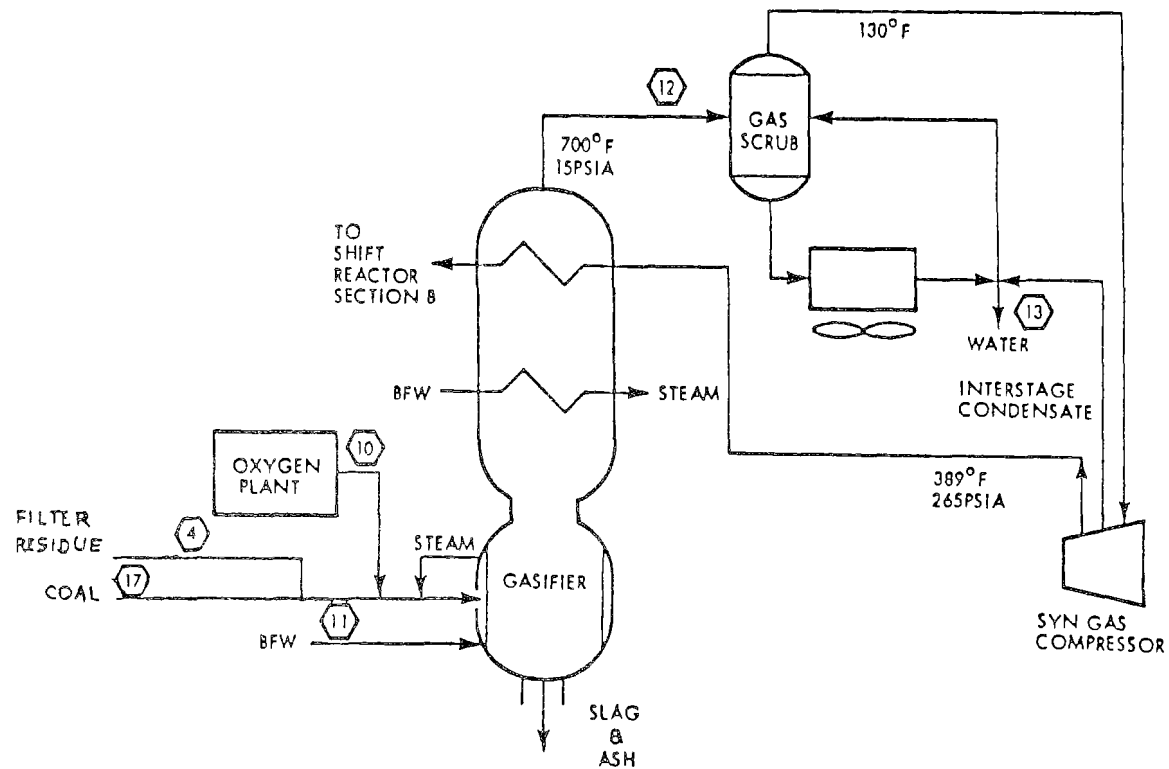 130°F
12
GAS
SCRUB
700°F
15PSIA
TO
SHIFT
REACTOR
SECTION 8
13
WATER
BFW
STEAM
INTERSTAGE
CONDENSATE
10
OXYGEN
PLANT
389°F
265PSIA
FILTER
RESIDUE
4
STEAM
GASIFIER
COAL
17
11
BFW
SYN GAS
COMPRESSOR
SLAG
&
ASH